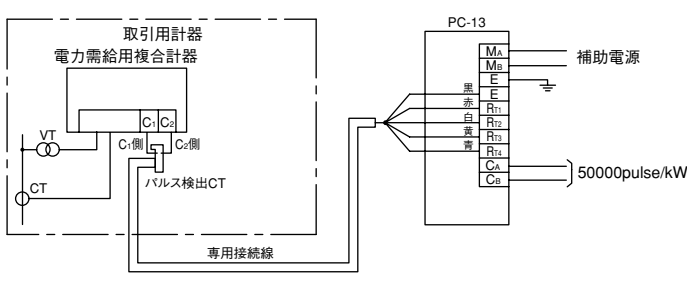 取引用計器
電力需給用複合計器
C₁ C₂
C₁側 C₂側
VT
CT
パルス検出CT
専用接続線
PC-13
MA
MB
E
E
RT1
RT2
RT3
RT4
CA
CB
黒
赤
白
黄
青
補助電源
50000pulse/kWh